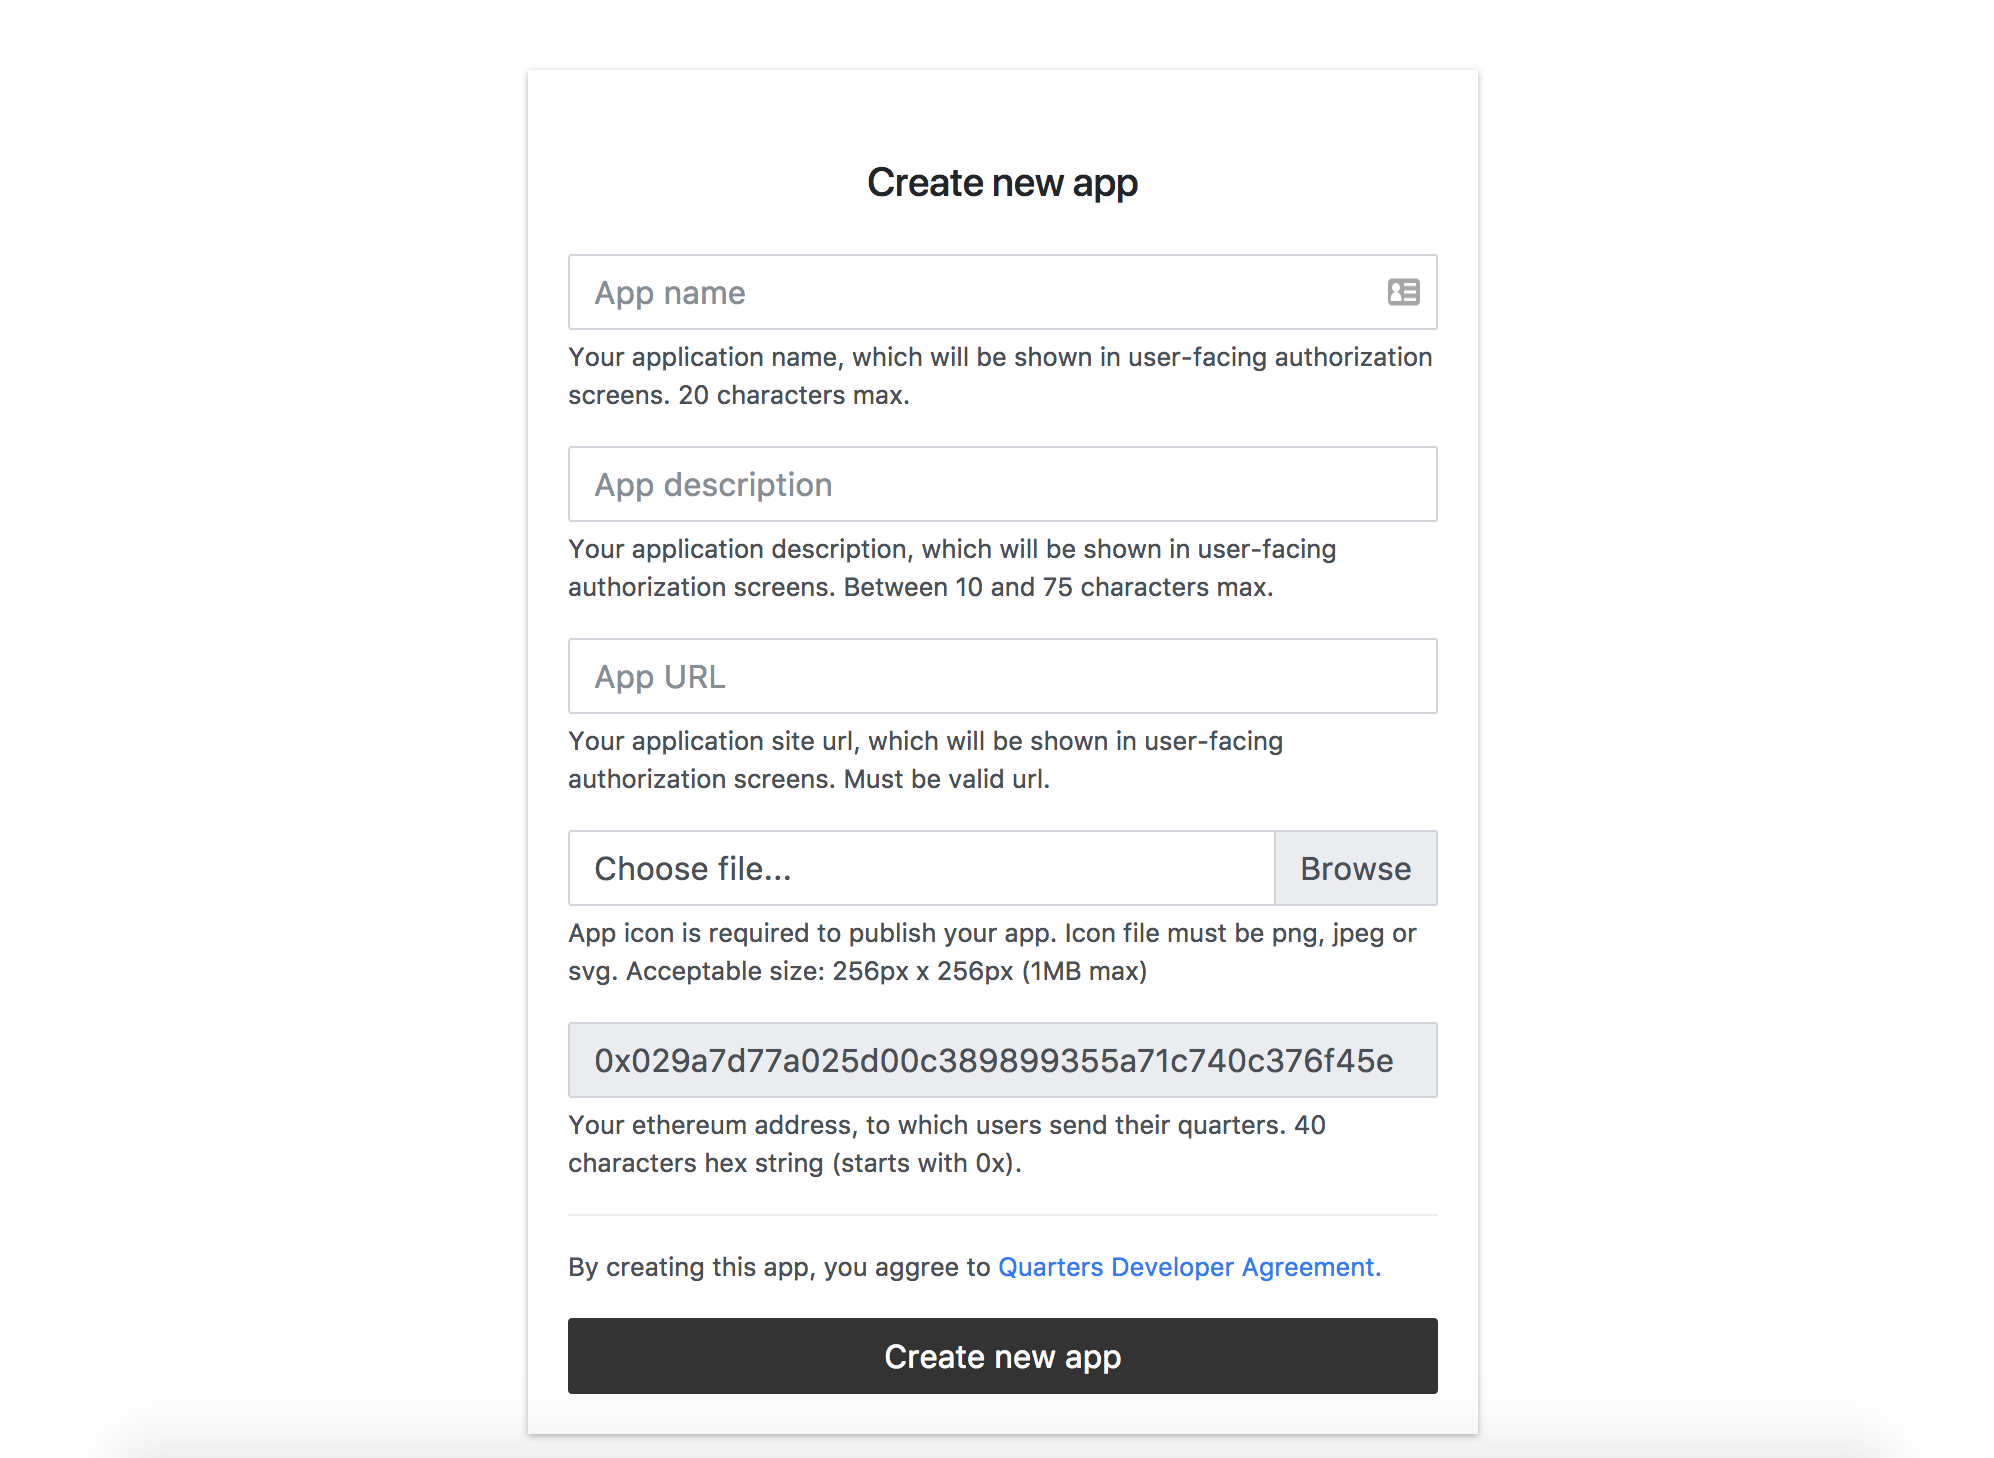 Create new app
App name
Your application name, which will be shown in user-facing authorization
screens. 20 characters max.
App description
Your application description, which will be shown in user-facing
authorization screens. Between 10 and 75 characters max.
App URL
Your application site url, which will be shown in user-facing
authorization screens. Must be valid url.
Choose file... Browse
App icon is required to publish your app. Icon file must be png, jpeg or
svg. Acceptable size: 256px x 256px (1MB max)
0x029a7d77a025d00c389899355a71c740c376f45e
Your ethereum address, to which users send their quarters. 40
characters hex string (starts with 0x).
By creating this app, you aggree to Quarters Developer Agreement.
Create new app